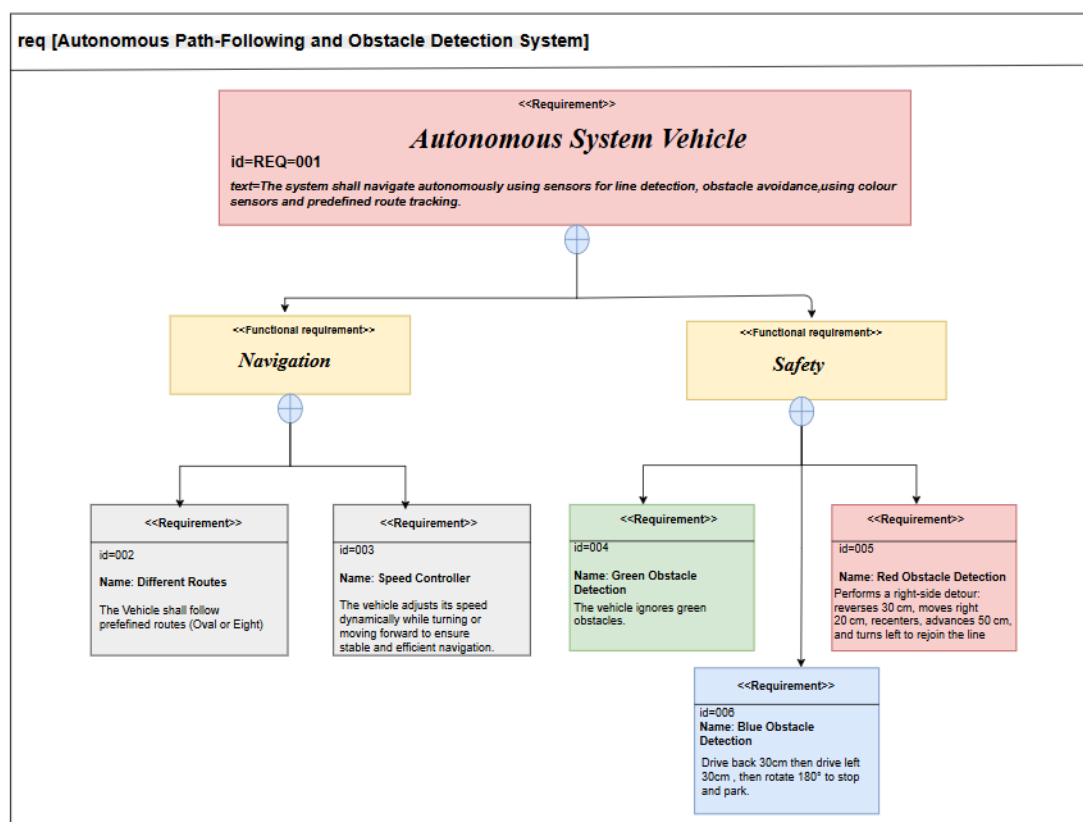 req [Autonomous Path-Following and Obstacle Detection System]
<<Requirement>>
Autonomous System Vehicle
id=REQ=001
text=The system shall navigate autonomously using sensors for line detection, obstacle avoidance,using colour
sensors and predefined route tracking.
<<Functional requirement>>
Navigation
<<Functional requirement>>
Safety
<<Requirement>>
id=002
Name: Different Routes
The Vehicle shall follow
prefefined routes (Oval or Eight)
<<Requirement>>
id=003
Name: Speed Controller
The vehicle adjusts its speed
dynamically while turning or
moving forward to ensure
stable and efficient navigation.
<<Requirement>>
id=004
Name: Green Obstacle
Detection
The vehicle ignores green
obstacles.
<<Requirement>>
id=005
Name: Red Obstacle Detection
Performs a right-side detour:
reverses 30 cm, moves right
20 cm, recenters, advances 50 cm,
and turns left to rejoin the line
<<Requirement>>
id=006
Name: Blue Obstacle
Detection
Drive back 30cm then drive left
30cm , then rotate 180° to stop
and park.